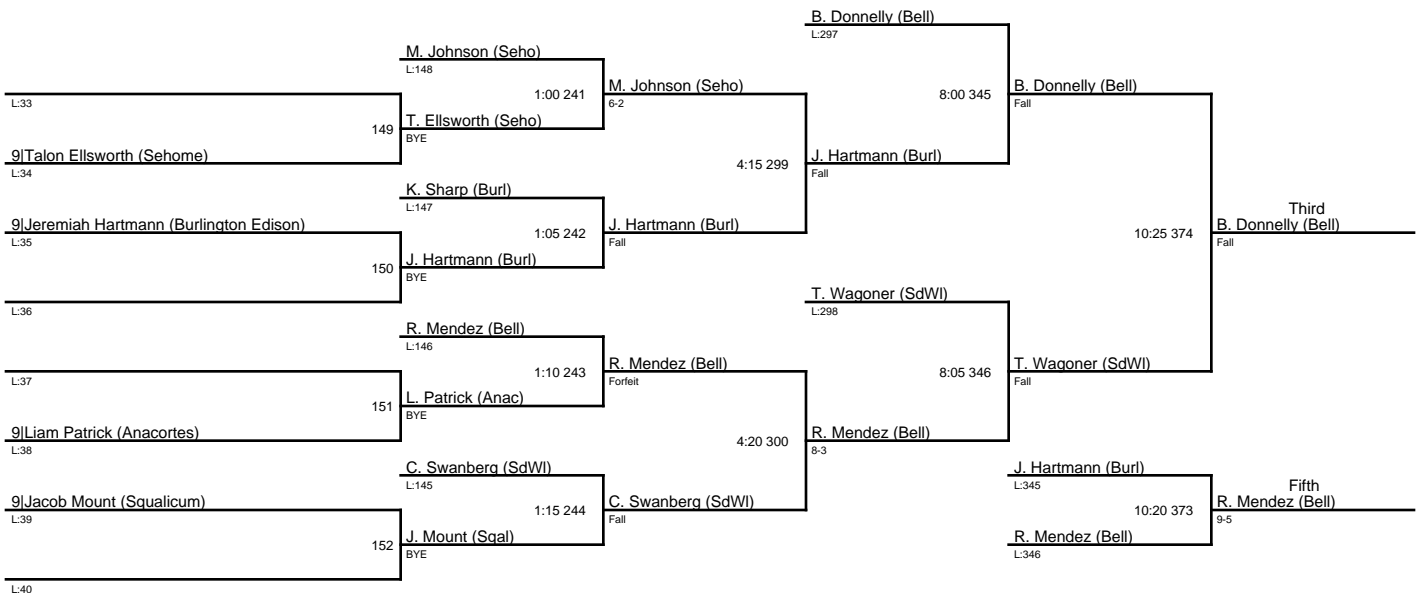 B. Donnelly (Bell)
L:297
M. Johnson (Seho)
L:148
1:00 241
M. Johnson (Seho)
6-2
8:00 345
B. Donnelly (Bell)
Fall
L:33
149
T. Ellsworth (Seho)
BYE
9|Talon Ellsworth (Sehome)
L:34
4:15 299
J. Hartmann (Burl)
Fall
K. Sharp (Burl)
L:147
9|Jeremiah Hartmann (Burlington Edison)
L:35
1:05 242
J. Hartmann (Burl)
Fall
10:25 374
Third
B. Donnelly (Bell)
Fall
150
J. Hartmann (Burl)
BYE
L:36
T. Wagoner (SdWl)
L:298
R. Mendez (Bell)
L:146
L:37
1:10 243
R. Mendez (Bell)
Forfeit
8:05 346
T. Wagoner (SdWl)
Fall
151
L. Patrick (Anac)
BYE
9|Liam Patrick (Anacortes)
L:38
4:20 300
R. Mendez (Bell)
8-3
C. Swanberg (SdWl)
L:145
J. Hartmann (Burl)
L:345
9|Jacob Mount (Squalicum)
L:39
1:15 244
C. Swanberg (SdWl)
Fall
10:20 373
Fifth
R. Mendez (Bell)
9-5
152
J. Mount (Sqal)
BYE
R. Mendez (Bell)
L:346
L:40